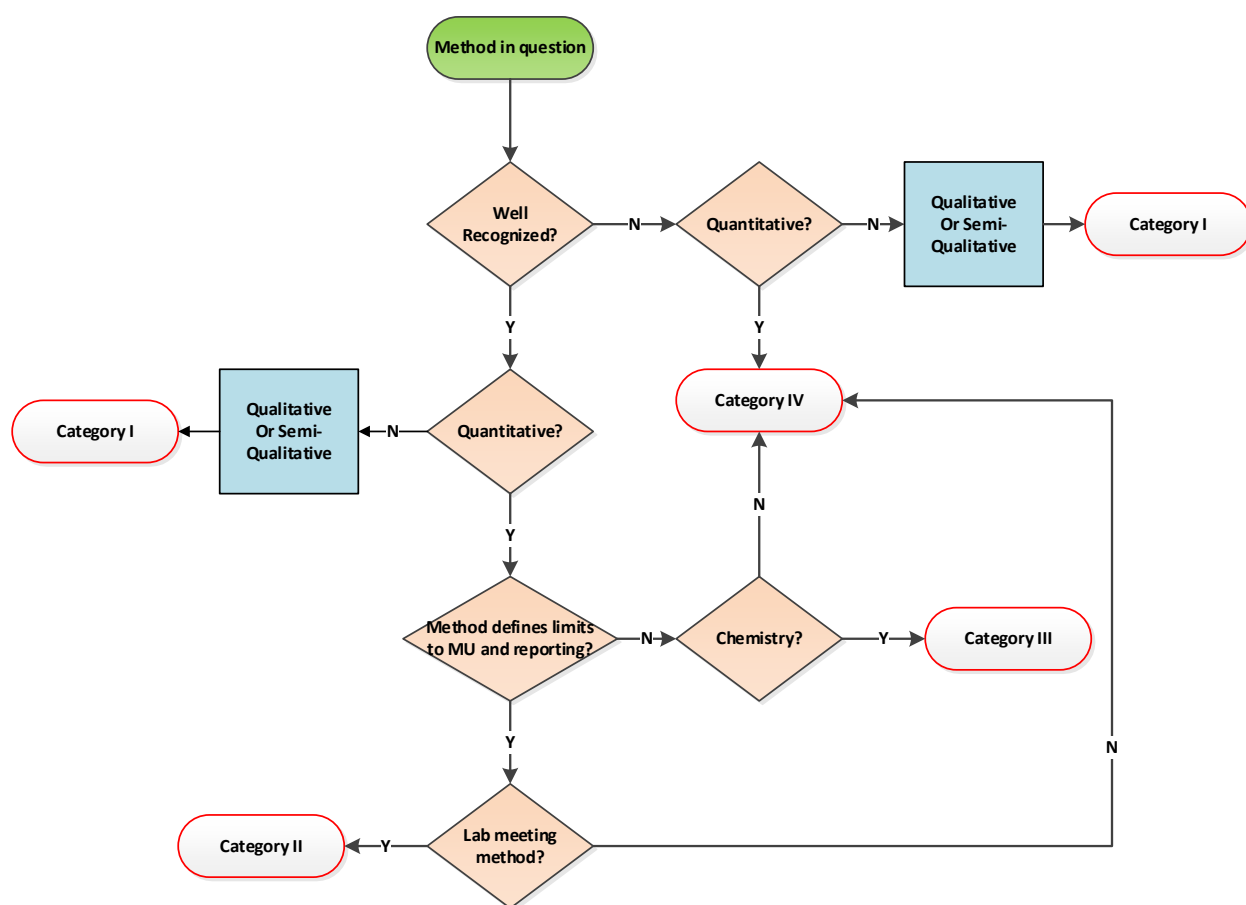 Method in question
Well
Recognized?
N
Quantitative?
N
Qualitative
Or Semi-
Qualitative
Category I
Y
Y
Category I
Qualitative
Or Semi-
Qualitative
N
Quantitative?
Category IV
Y
N
Method defines limits
to MU and reporting?
N
Chemistry?
Y
Category III
Y
N
Category II
Y
Lab meeting
method?